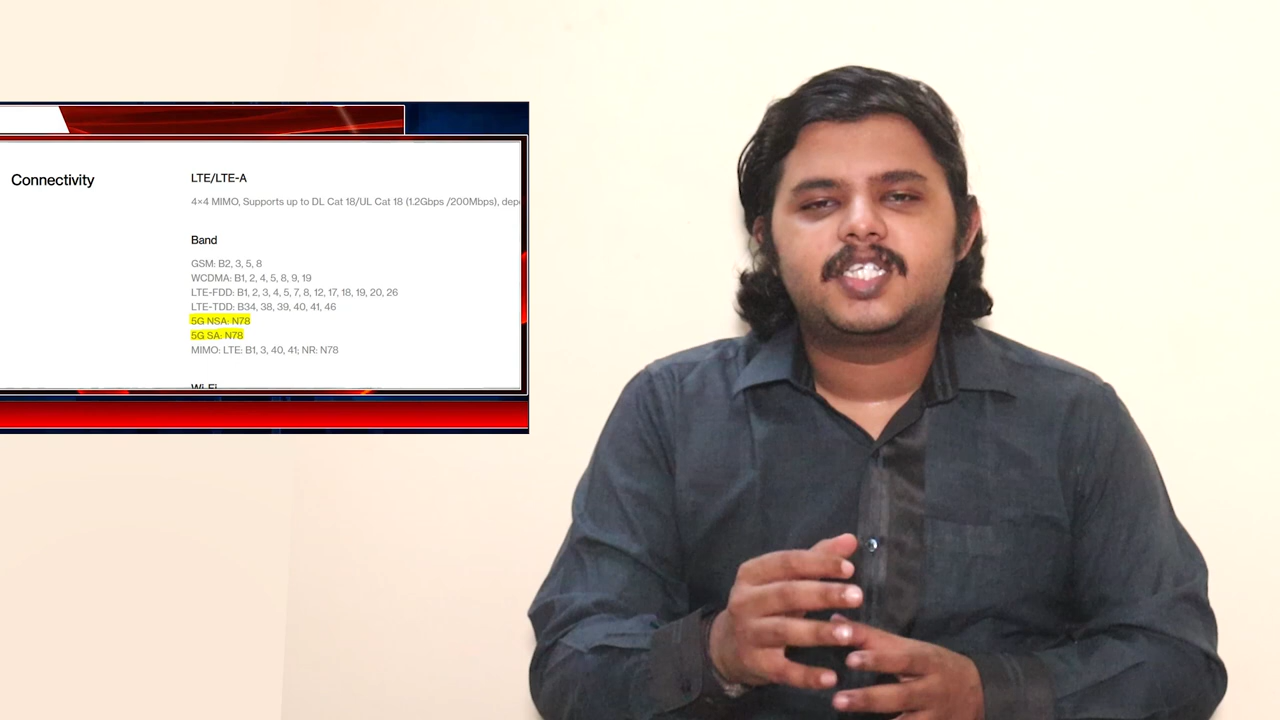 Connectivity
LTE/LTE-A
4×4 MIMO, Supports up to DL Cat 18/UL Cat 18 (1.2Gbps /200Mbps),
Band
GSM: B2, 3, 5, 8
WCDMA: B1, 2, 4, 5, 8, 9, 19
LTE-FDD: B1, 2, 3, 4, 5, 7, 8, 12, 17, 18, 19, 20, 26
LTE-TDD: B34, 38, 39, 40, 41, 46
5G NSA: N78
5G SA: N78
MIMO: LTE: B1, 3, 40, 41; NR: N78